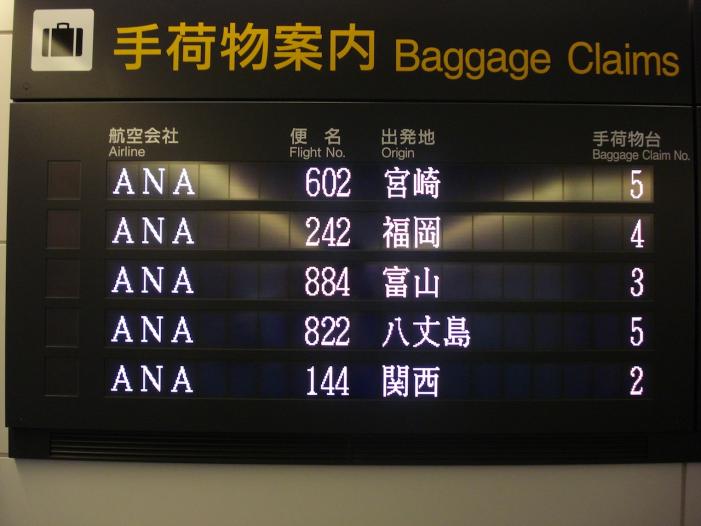 手荷物案内 Baggage Claims
航空会社 便名 出発地 手荷物台
Airline Flight No. Origin Baggage Claim No.
ANA 602 宮崎 5
ANA 242 福岡 4
ANA 884 富山 3
ANA 822 八丈島 5
ANA 144 関西 2